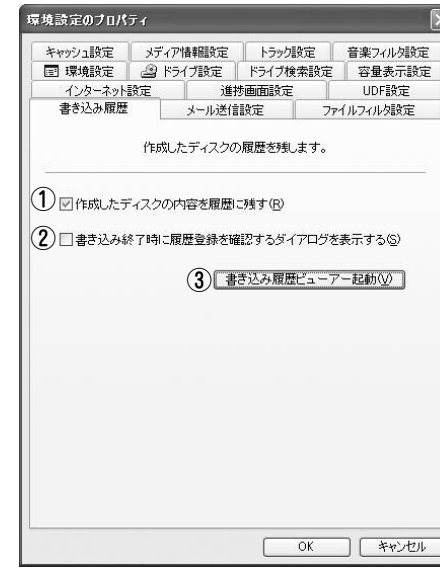 環境設定のプロパティ
キャッシュ設定 メディア情報設定 トラック設定 音楽フィルタ設定
環境設定 ドライブ設定 ドライブ検索設定 容量表示設定
インターネット設定 進捗画面設定 UDF設定
書き込み履歴 メール送信設定 ファイルフィルタ設定
作成したディスクの履歴を残します。
① 作成したディスクの内容を履歴に残す(R)
② 書き込み終了時に履歴登録を確認するダイアログを表示する(S)
③ 書き込み履歴ビューアー起動(V)
OK キャンセル